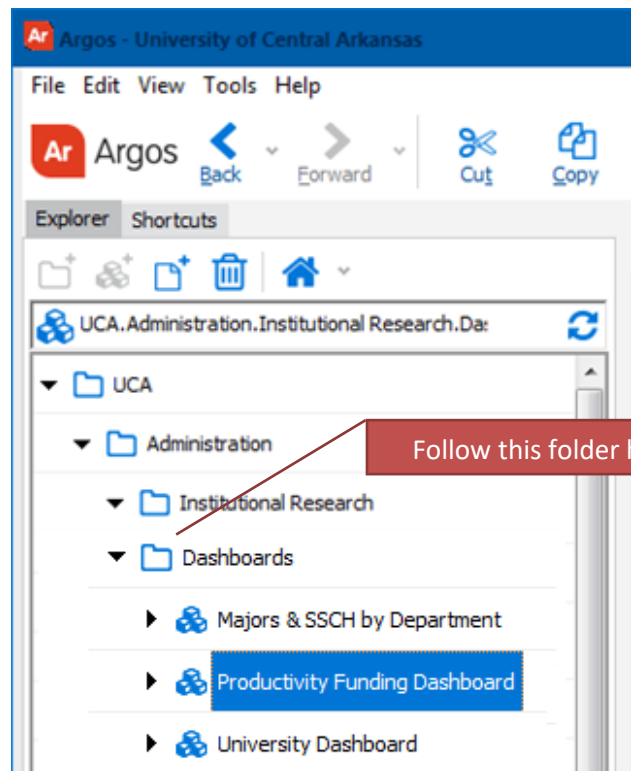 Ar Argos - University of Central Arkansas
File Edit View Tools Help
Ar Argos Back Forward Cut Copy
Explorer Shortcuts
UCA.Administration.Institutional Research.Da
UCA
Administration
Follow this folder
Institutional Research
Dashboards
Majors & SSCH by Department
Productivity Funding Dashboard
University Dashboard